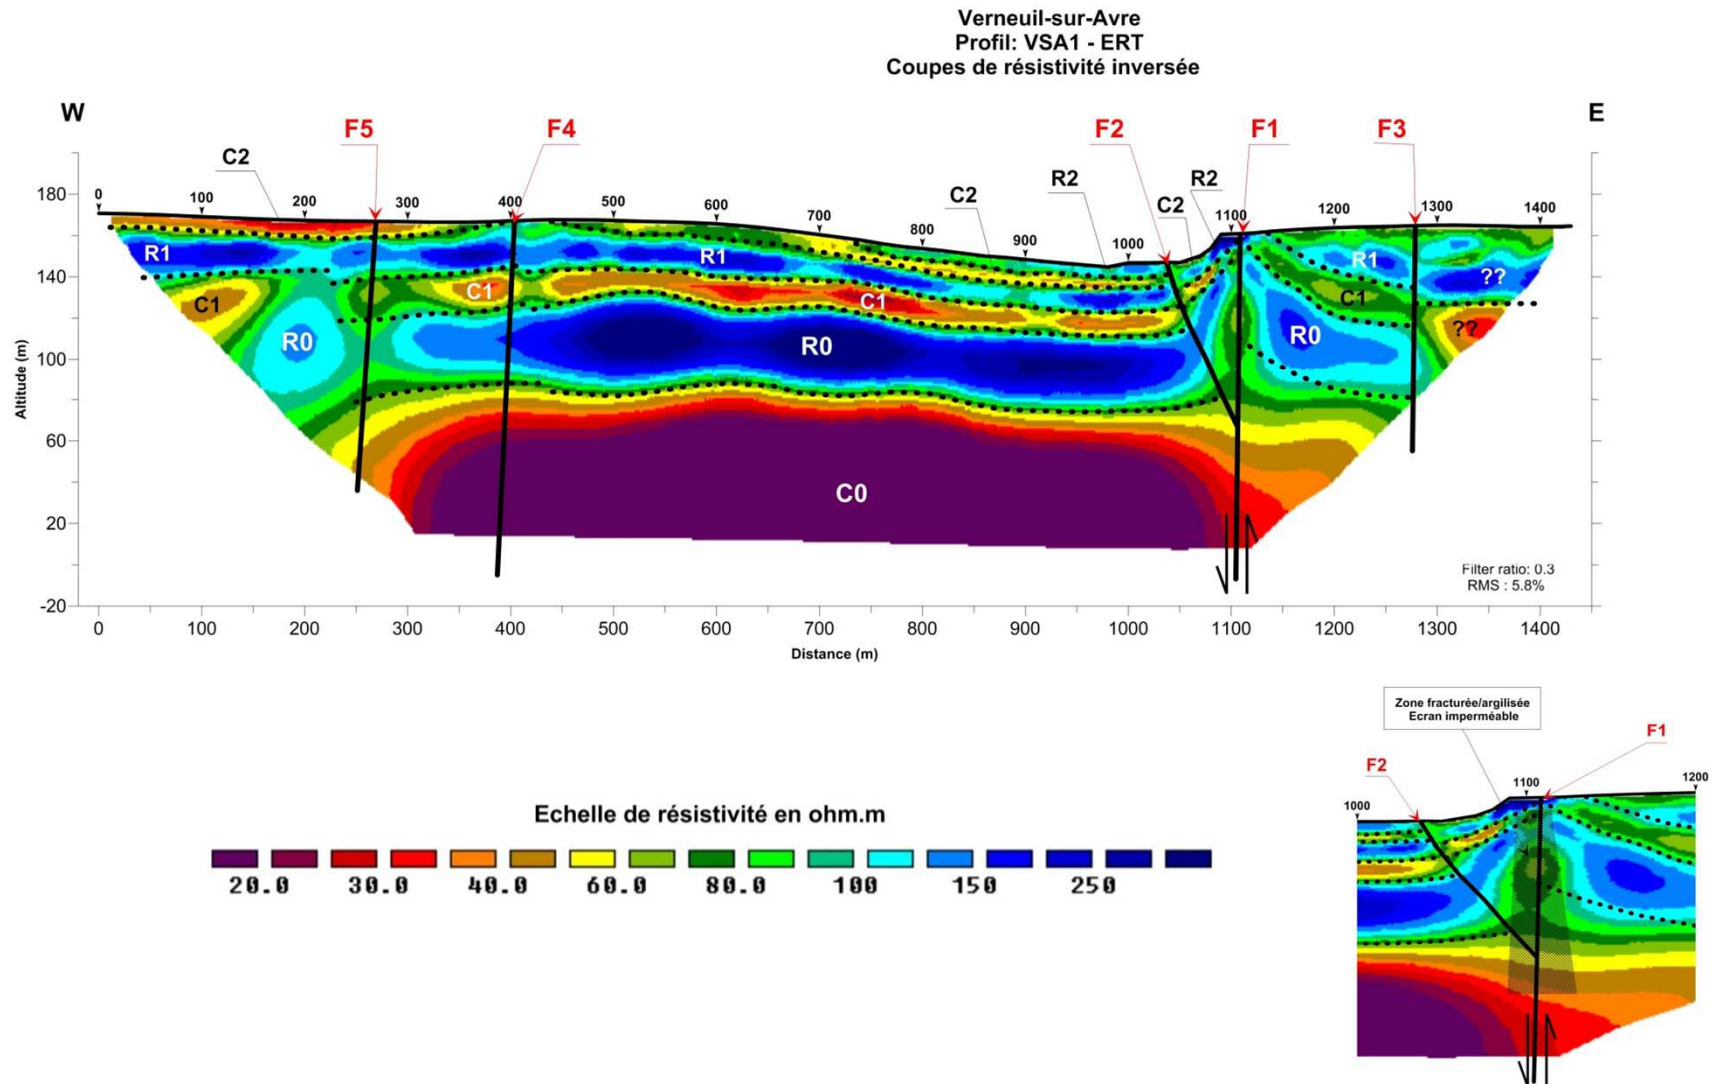 Verneuil-sur-Avre
Profil: VSA1 - ERT
Coupes de résistivité inversée
W
E
F5
F4
F2
F1
F3
C2
C2
R2
C2
R2
0
100
200
300
400
500
600
700
800
900
1000
1100
1200
1300
1400
180
140
100
60
20
-20
Altitude (m)
R1
R1
R1
??
C1
C1
C1
C1
??
R0
R0
R0
C0
Filter ratio: 0.3
RMS : 5.8%
0 100 200 300 400 500 600 700 800 900 1000 1100 1200 1300 1400
Distance (m)
Zone fracturée/argilisée
Ecran imperméable
F1
F2
1000
1100
1200
Echelle de résistivité en ohm.m
20.0 30.0 40.0 60.0 80.0 100 150 250